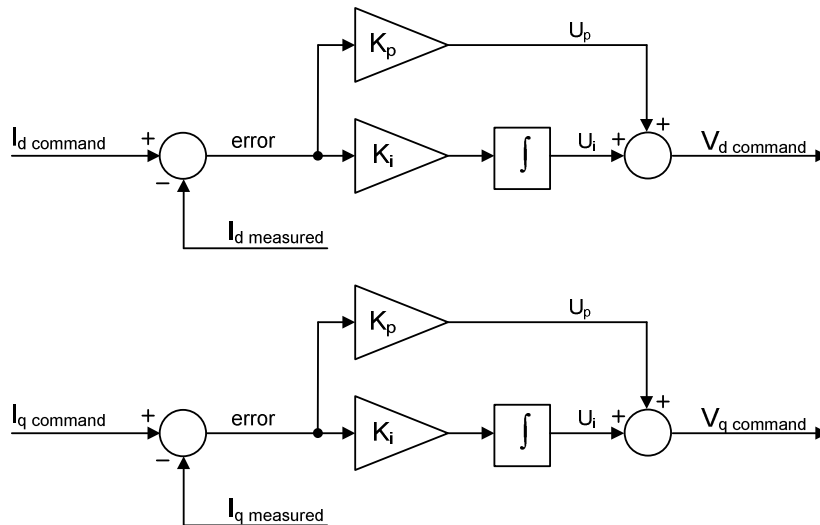 Kp
Up
Id command
+
error
Ki
∫
Ui
+
+
Vd command
−
Id measured
Kp
Up
Iq command
+
error
Ki
∫
Ui
+
+
Vq command
−
Iq measured